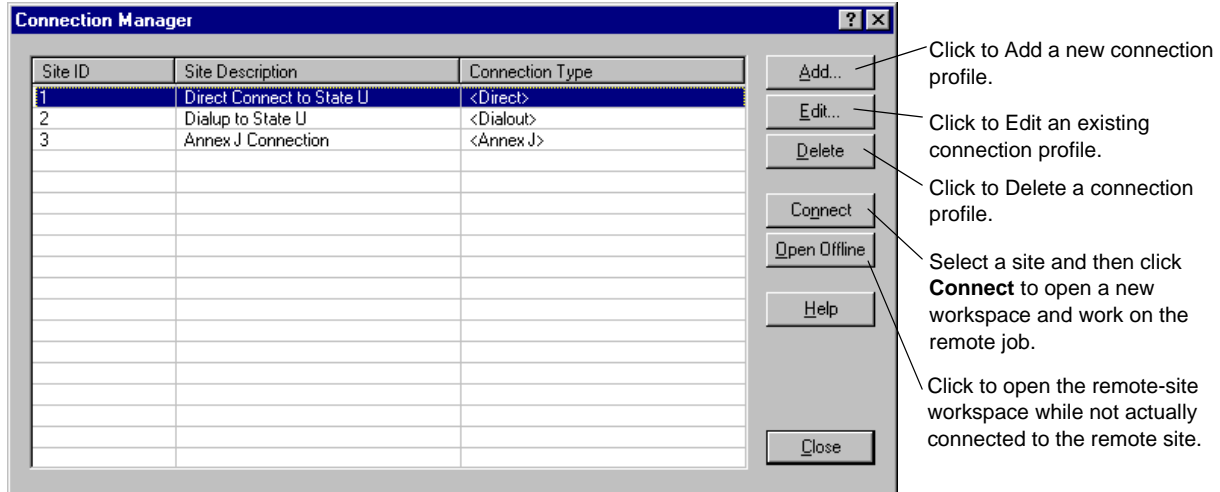 Connection Manager
Site ID Site Description Connection Type
1 Direct Connect to State U <Direct>
2 Dialup to State U <Dialout>
3 Annex J Connection <Annex J>
Add...
Edit...
Delete
Connect
Open Offline
Help
Close
Click to Add a new connection
profile.
Click to Edit an existing
connection profile.
Click to Delete a connection
profile.
Select a site and then click
Connect to open a new
workspace and work on the
remote job.
Click to open the remote-site
workspace while not actually
connected to the remote site.